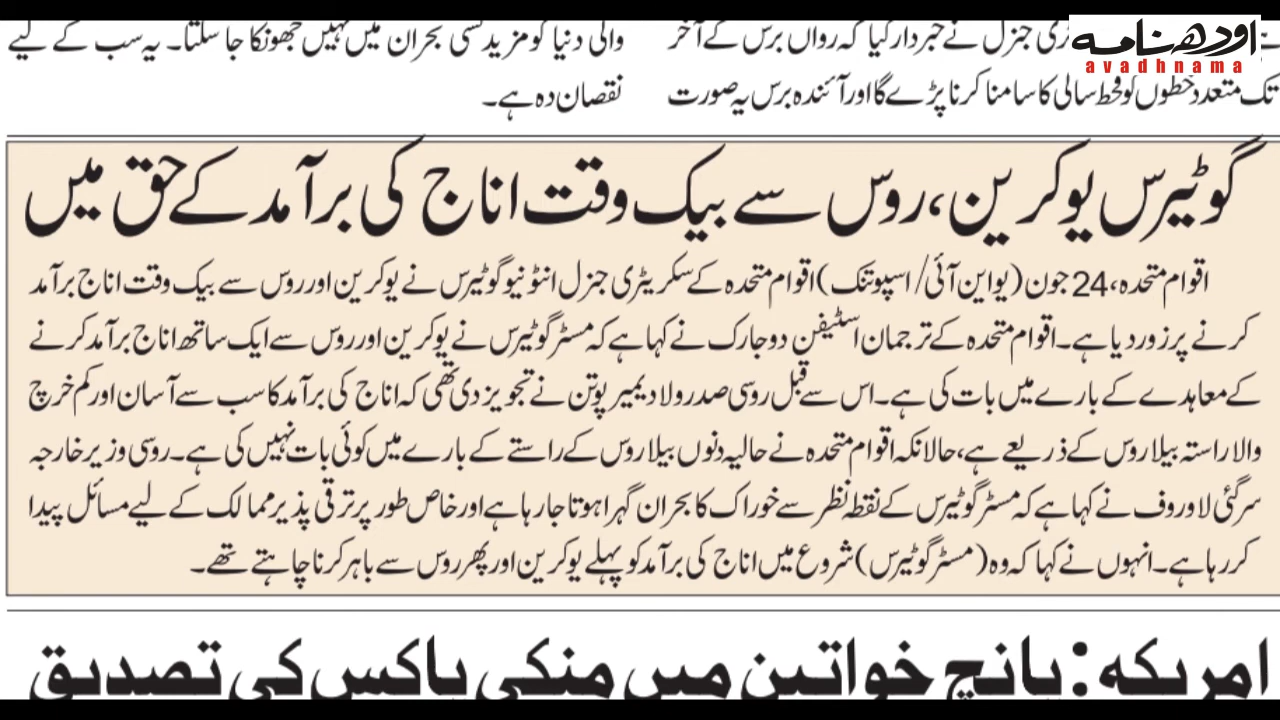 اودھ نامہ
avadhnama
ری جنرل نے خبردار کیا کہ رواں برس کے آخر
تک متعدد خطوں کو قحط سالی کا سامنا کرنا پڑے گا اور آئندہ برس یہ صورت
والی دنیا کو مزید کسی بحران میں نہیں جھونکا جا سکتا۔ یہ سب کے لیے
نقصان دہ ہے۔
گوٹیرس یوکرین، روس سے بیک وقت اناج کی برآمد کے حق میں
اقوام متحدہ، 24 جون (یو این آئی/ اسپوتنک) اقوام متحدہ کے سکریٹری جنرل انٹونیو گوٹیرس نے یوکرین اور روس سے بیک وقت اناج برآمد
کرنے پر زور دیا ہے۔ اقوام متحدہ کے ترجمان اسٹیفن دوجارک نے کہا ہے کہ مسٹر گوٹیرس نے یوکرین اور روس سے ایک ساتھ اناج برآمد کرنے
کے معاہدے کے بارے میں بات کی ہے۔ اس سے قبل روسی صدر ولادیمیر پوتن نے تجویز دی تھی کہ اناج کی برآمد کا سب سے آسان اور کم خرچ
والا راستہ بیلاروس کے ذریعے ہے، حالانکہ اقوام متحدہ نے حالیہ دنوں بیلاروس کے راستے کے بارے میں کوئی بات نہیں کی ہے۔ روسی وزیر خارجہ
سرگئی لاوروف نے کہا ہے کہ مسٹر گوٹیرس کے نقطہ نظر سے خوراک کا بحران گہرا ہوتا جا رہا ہے اور خاص طور پر ترقی پذیر ممالک کے لیے مسائل پیدا
کر رہا ہے۔ انہوں نے کہا کہ وہ (مسٹر گوٹیرس) شروع میں اناج کی برآمد کو پہلے یوکرین اور پھر روس سے باہر کرنا چاہتے تھے۔
امریکہ: پانچ خواتین میں منکی پاکس کی تصدیق